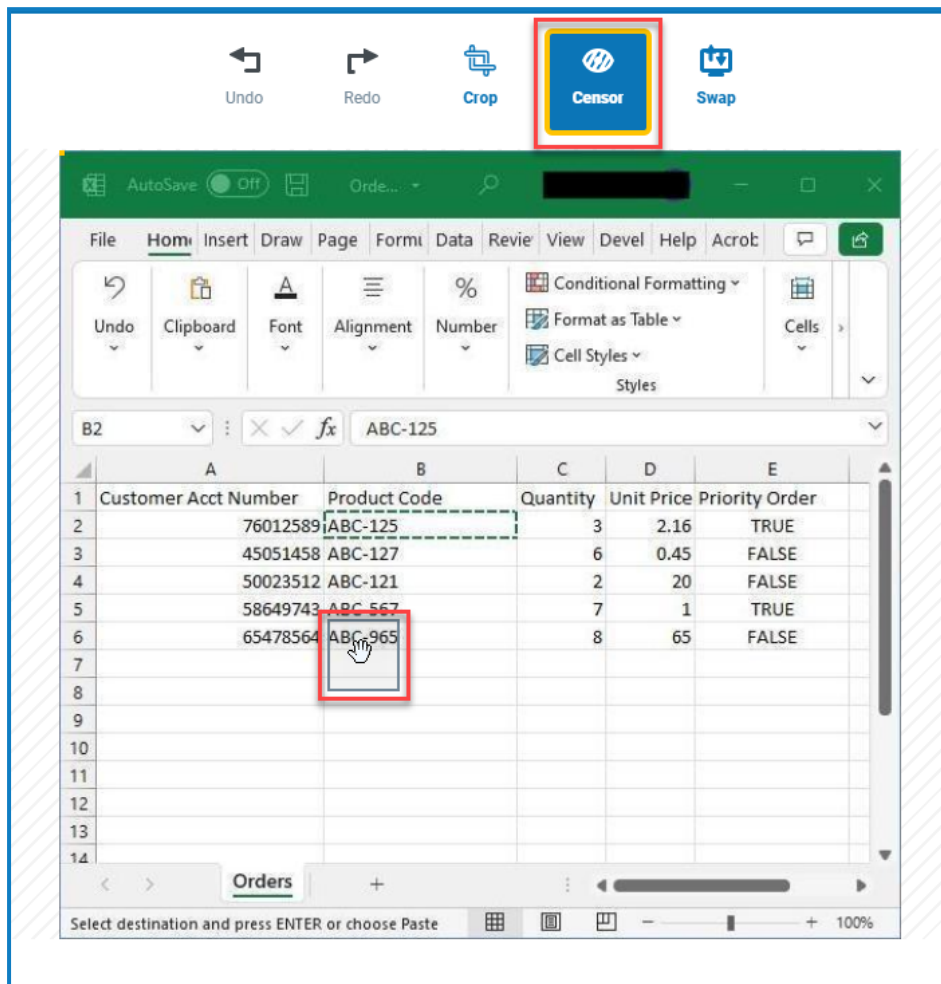 Undo Redo Crop Censor Swap
AutoSave Off Orde...
File Hom Insert Draw Page Formu Data Revie View Devel Help Acrob
Undo Clipboard Font Alignment Number Conditional Formatting Cells
Format as Table
Cell Styles
Styles
B2 fx ABC-125
A B C D E
1 Customer Acct Number Product Code Quantity Unit Price Priority Order
2 76012589 ABC-125 3 2.16 TRUE
3 45051458 ABC-127 6 0.45 FALSE
4 50023512 ABC-121 2 20 FALSE
5 58649743 ABC-567 7 1 TRUE
6 65478564 ABC-965 8 65 FALSE
7
8
9
10
11
12
13
14
Orders +
Select destination and press ENTER or choose Paste - + 100%